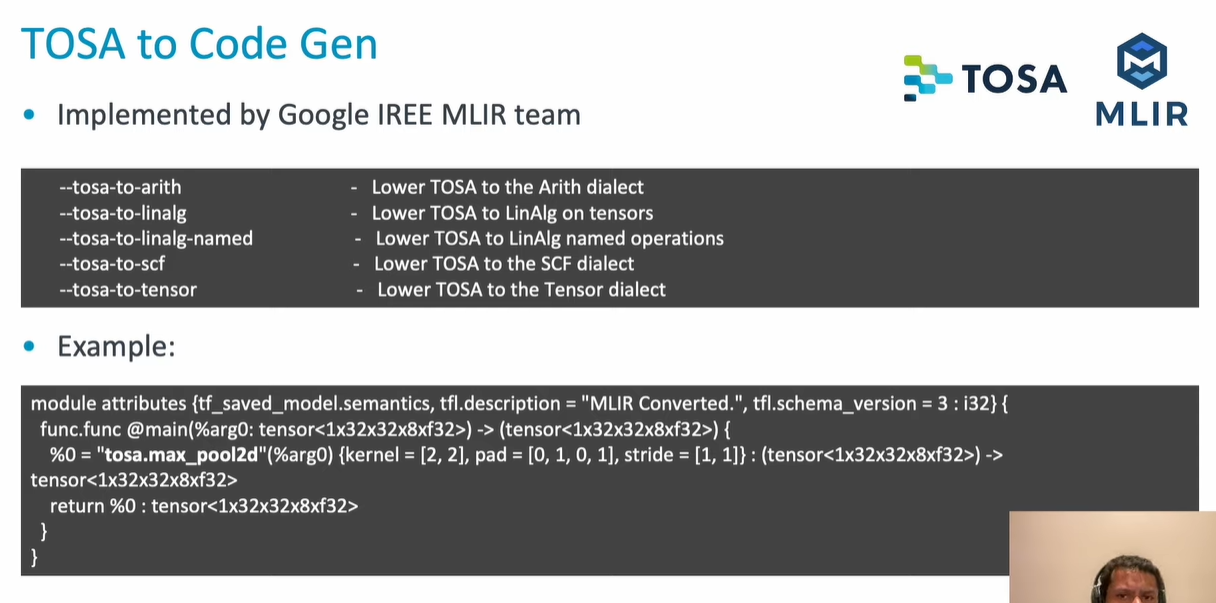 TOSA to Code Gen
TOSA
MLIR
• Implemented by Google IREE MLIR team
--tosa-to-arith - Lower TOSA to the Arith dialect
--tosa-to-linalg - Lower TOSA to LinAlg on tensors
--tosa-to-linalg-named - Lower TOSA to LinAlg named operations
--tosa-to-scf - Lower TOSA to the SCF dialect
--tosa-to-tensor - Lower TOSA to the Tensor dialect
• Example:
module attributes {tf_saved_model.semantics, tfl.description = "MLIR Converted.", tfl.schema_version = 3 : i32} {
func.func @main(%arg0: tensor<1x32x32x8xf32>) -> (tensor<1x32x32x8xf32>) {
%0 = "tosa.max_pool2d"(%arg0) {kernel = [2, 2], pad = [0, 1, 0, 1], stride = [1, 1]} : (tensor<1x32x32x8xf32>) ->
tensor<1x32x32x8xf32>
return %0 : tensor<1x32x32x8xf32>
}
}